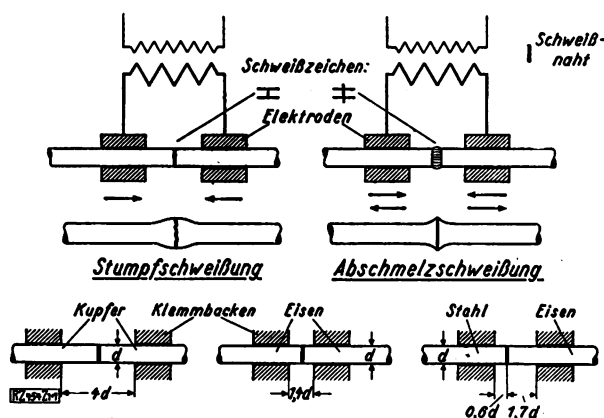 Schweiß-
naht
Schweißzeichen:
Elektroden
Stumpfschweißung
Abschmelzschweißung
Kupfer
Klemmbacken
Eisen
Stahl
Eisen
d
d
d
4d
1,4d
0,6d
1,7d